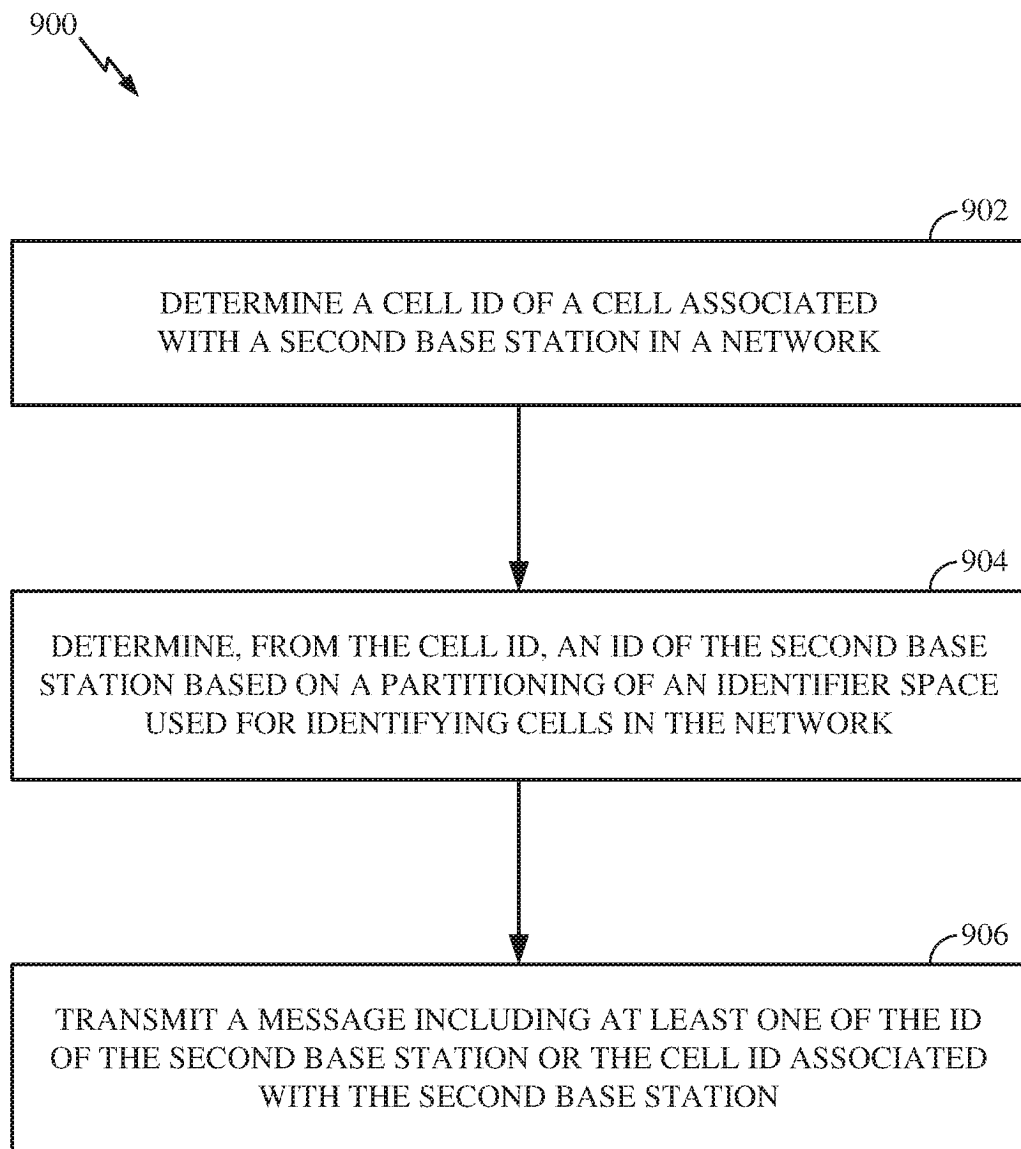 900
902
DETERMINE A CELL ID OF A CELL ASSOCIATED
WITH A SECOND BASE STATION IN A NETWORK
904
DETERMINE, FROM THE CELL ID, AN ID OF THE SECOND BASE
STATION BASED ON A PARTITIONING OF AN IDENTIFIER SPACE
USED FOR IDENTIFYING CELLS IN THE NETWORK
906
TRANSMIT A MESSAGE INCLUDING AT LEAST ONE OF THE ID
OF THE SECOND BASE STATION OR THE CELL ID ASSOCIATED
WITH THE SECOND BASE STATION